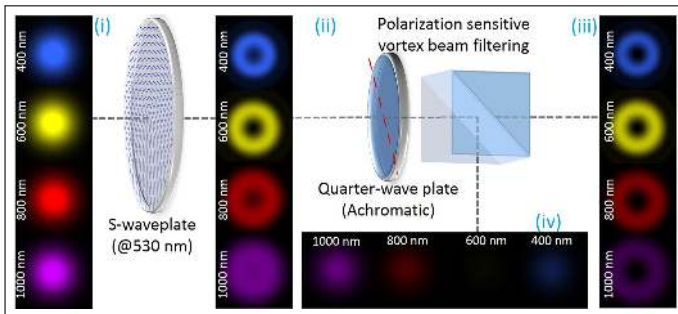 (i)
400 nm
600 nm
800 nm
1000 nm
S-waveplate
(@530 nm)
(ii)
400 nm
600 nm
800 nm
1000 nm
Polarization sensitive
vortex beam filtering
Quarter-wave plate
(Achromatic)
(iv)
1000 nm 800 nm 600 nm 400 nm
(iii)
400 nm
600 nm
800 nm
1000 nm